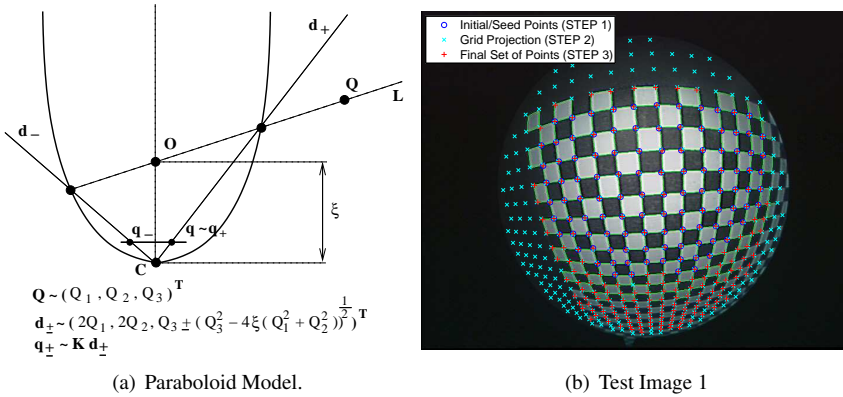 d₊
Q
L
d₋
O
ξ
q₋
q ~ q₊
C
Q ~ ( Q₁ , Q₂ , Q₃ )ᵀ
d± ~ ( 2Q₁ , 2Q₂ , Q₃ ± ( Q₃² − 4ξ ( Q₁² + Q₂² ))^½ )ᵀ
q± ~ K d±
(a) Paraboloid Model.
Initial/Seed Points (STEP 1)
Grid Projection (STEP 2)
Final Set of Points (STEP 3)
(b) Test Image 1